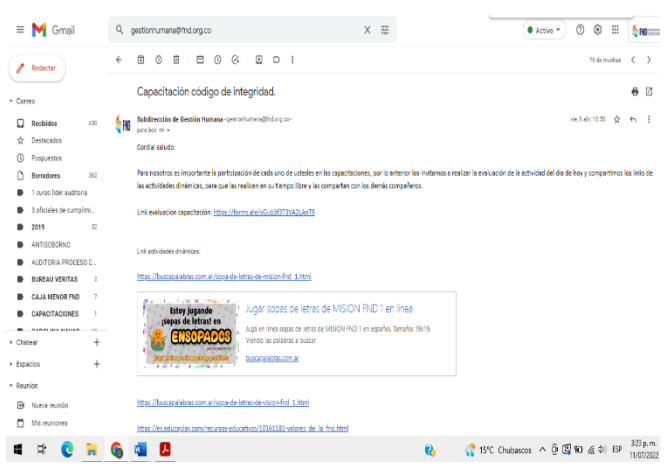 Gmail
gestionhumana@fnd.org.co
Activo
FND
Redactar
79 de muchas
Capacitación código de integridad.
Correo
Recibidos 430
Destacados
Pospuestos
Borradores 362
1 curso líder auditoria
3 oficiales de cumplimi...
2019 52
ANTISOBORNO
AUDITORIA PROCESO C...
BUREAU VERITAS 2
CAJA MENOR FND 7
CAPACITACIONES 1
Chatear
Espacios
Reunión
Nueva reunión
Mis reuniones
FND
Subdirección de Gestión Humana <gestionhumana@fnd.org.co>
vie, 8 abr, 10:50
para bcc: mi
Cordial saludo,
Para nosotros es importante la participación de cada uno de ustedes en las capacitaciones, por lo anterior los invitamos a realizar la evaluación de la actividad del dia de hoy y compartimos los links de
las actividades dinámicas, para que las realicen en su tiempo libre y las compartan con los demás compañeros.
Link evaluacion capacitación: https://forms.gle/
Link actividades dinámicas:
https://buscapalabras.com.ar/sopa-de-letras-de-mision-fnd_1.html
Estoy jugando
¡sopas de letras! en
ENSOPADOS
Jugar sopas de letras de MISION FND 1 en línea
Jugá en línea sopas de letras de MISION FND 1 en español. Tamaño: 19x19.
Viendo las palabras a buscar
buscapalabras.com.ar
https://buscapalabras.com.ar/sopa-de-letras-de-vision-fnd_1.html
https://es.educaplay.com/recursos-educativos/10161181-valores_de_la_fnd.html
15°C Chubascos
ESP
3:23 p. m.
11/07/2022